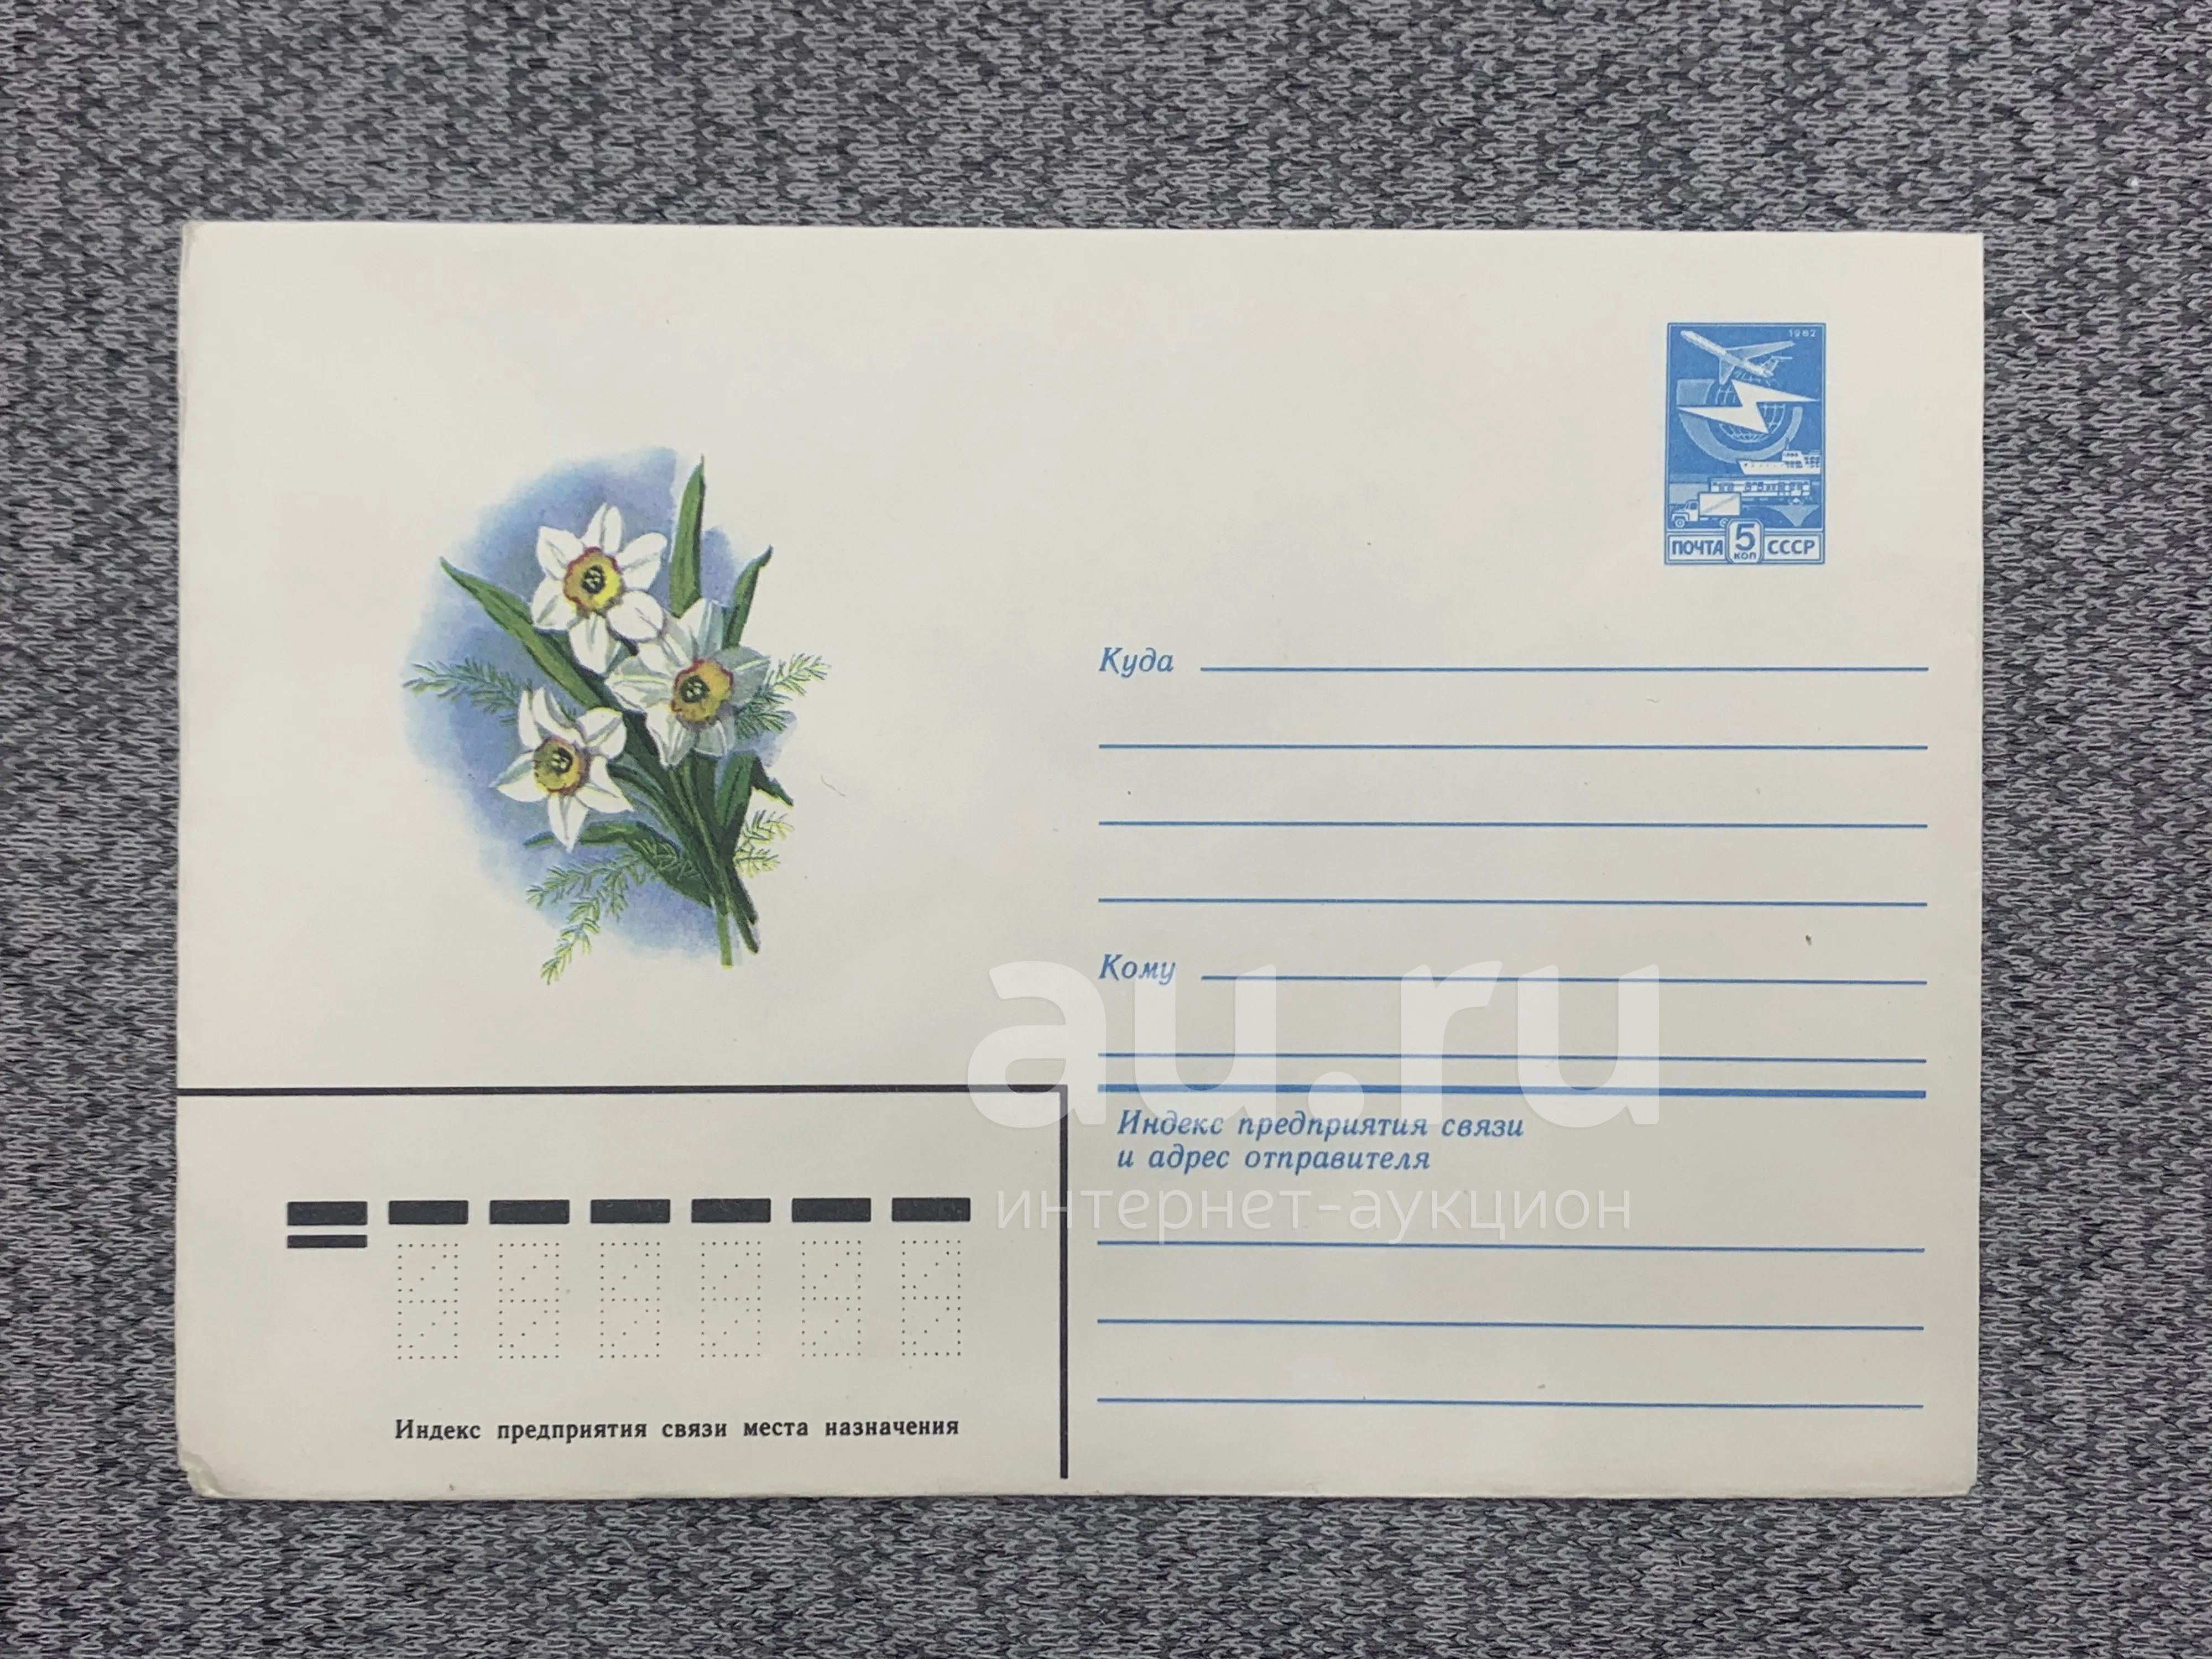 1982
ПОЧТА 5 КОП СССР
Куда
Кому
au.ru
Индекс предприятия связи
и адрес отправителя
интернет-аукцион
Индекс предприятия связи места назначения